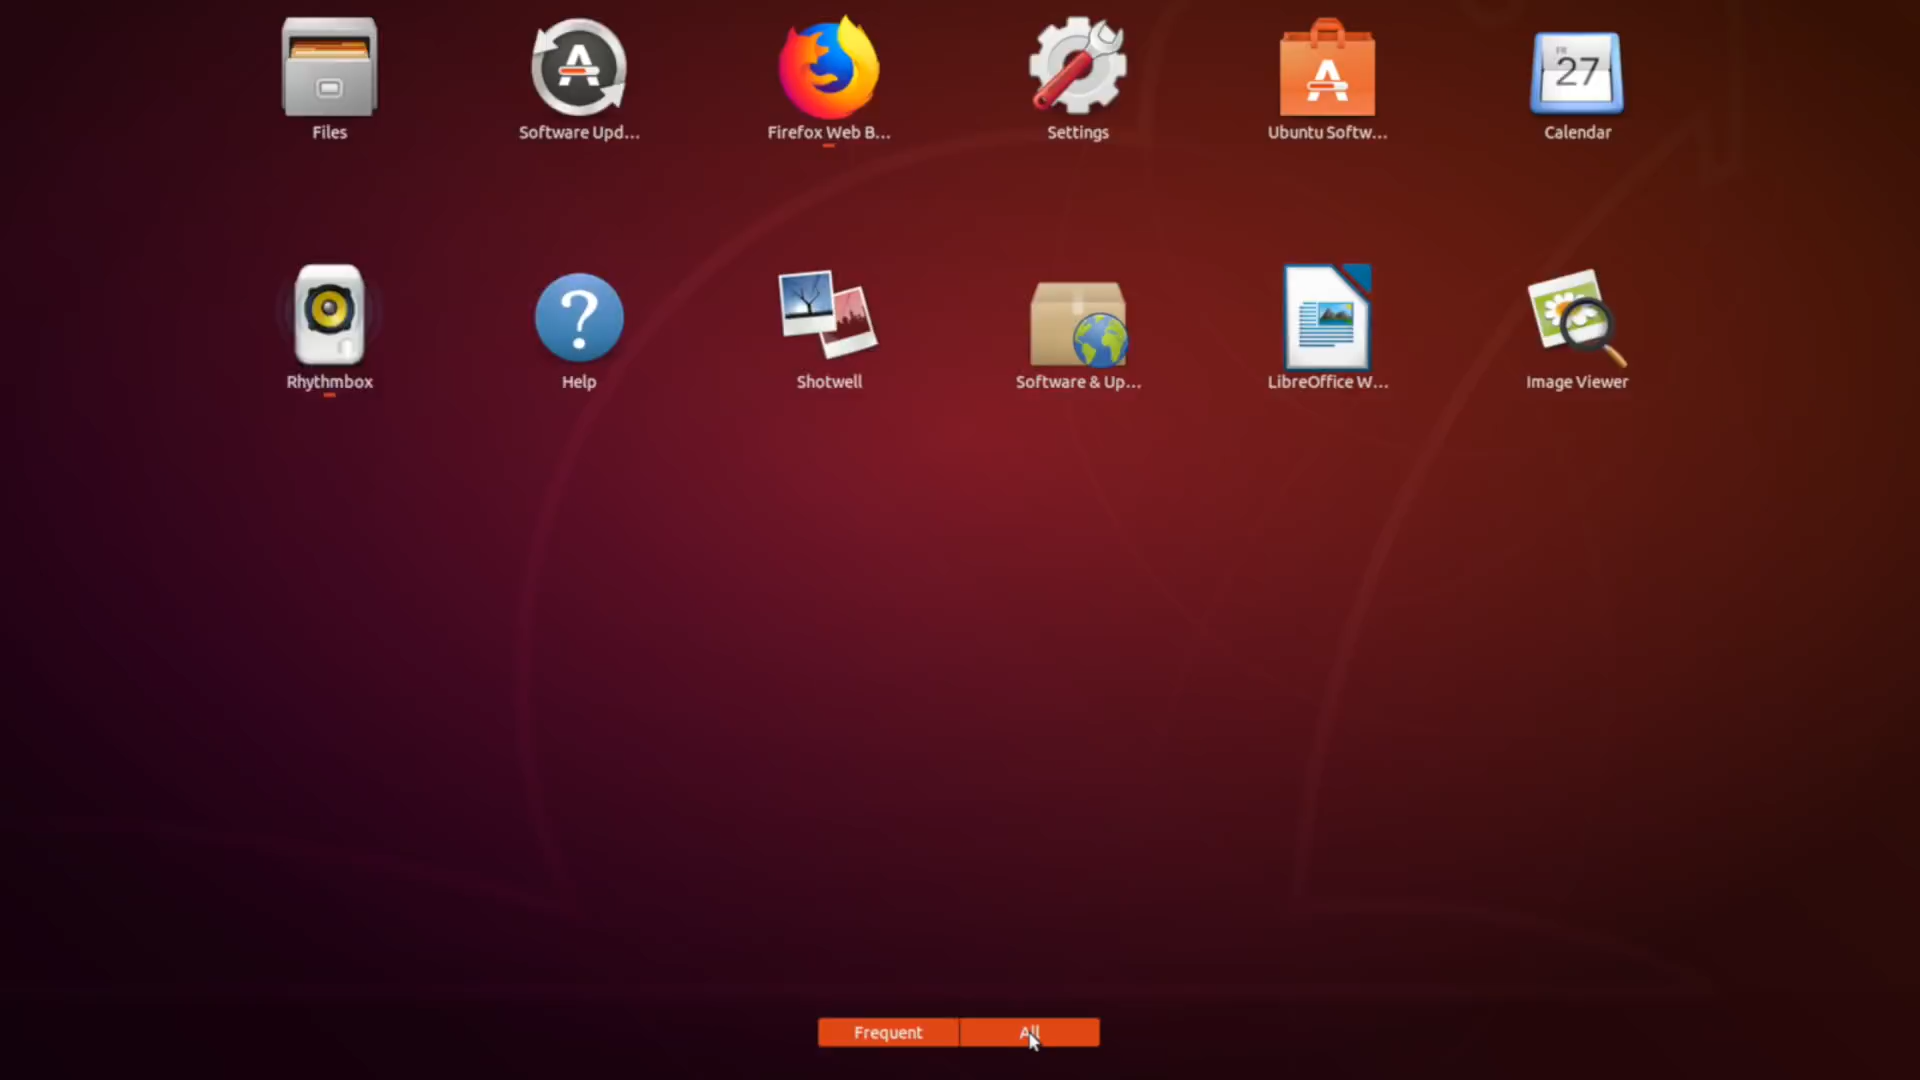 Files
Software Upd...
Firefox Web B...
Settings
Ubuntu Softw...
FR
27
Calendar
Rhythmbox
Help
Shotwell
Software & Up...
LibreOffice W...
Image Viewer
Frequent
All